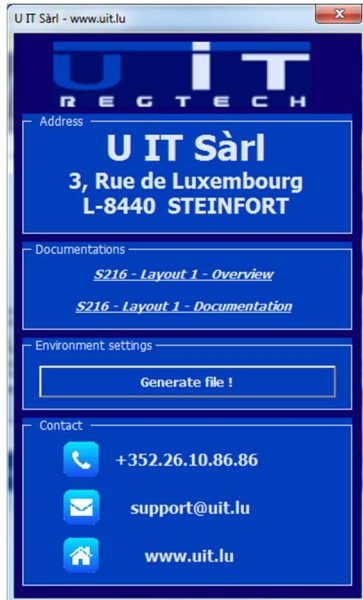 U IT Sàrl - www.uit.lu
U IT
REGTECH
Address
U IT Sàrl
3, Rue de Luxembourg
L-8440 STEINFORT
Documentations
S216 - Layout 1 - Overview
S216 - Layout 1 - Documentation
Environment settings
Generate file !
Contact
+352.26.10.86.86
support@uit.lu
www.uit.lu